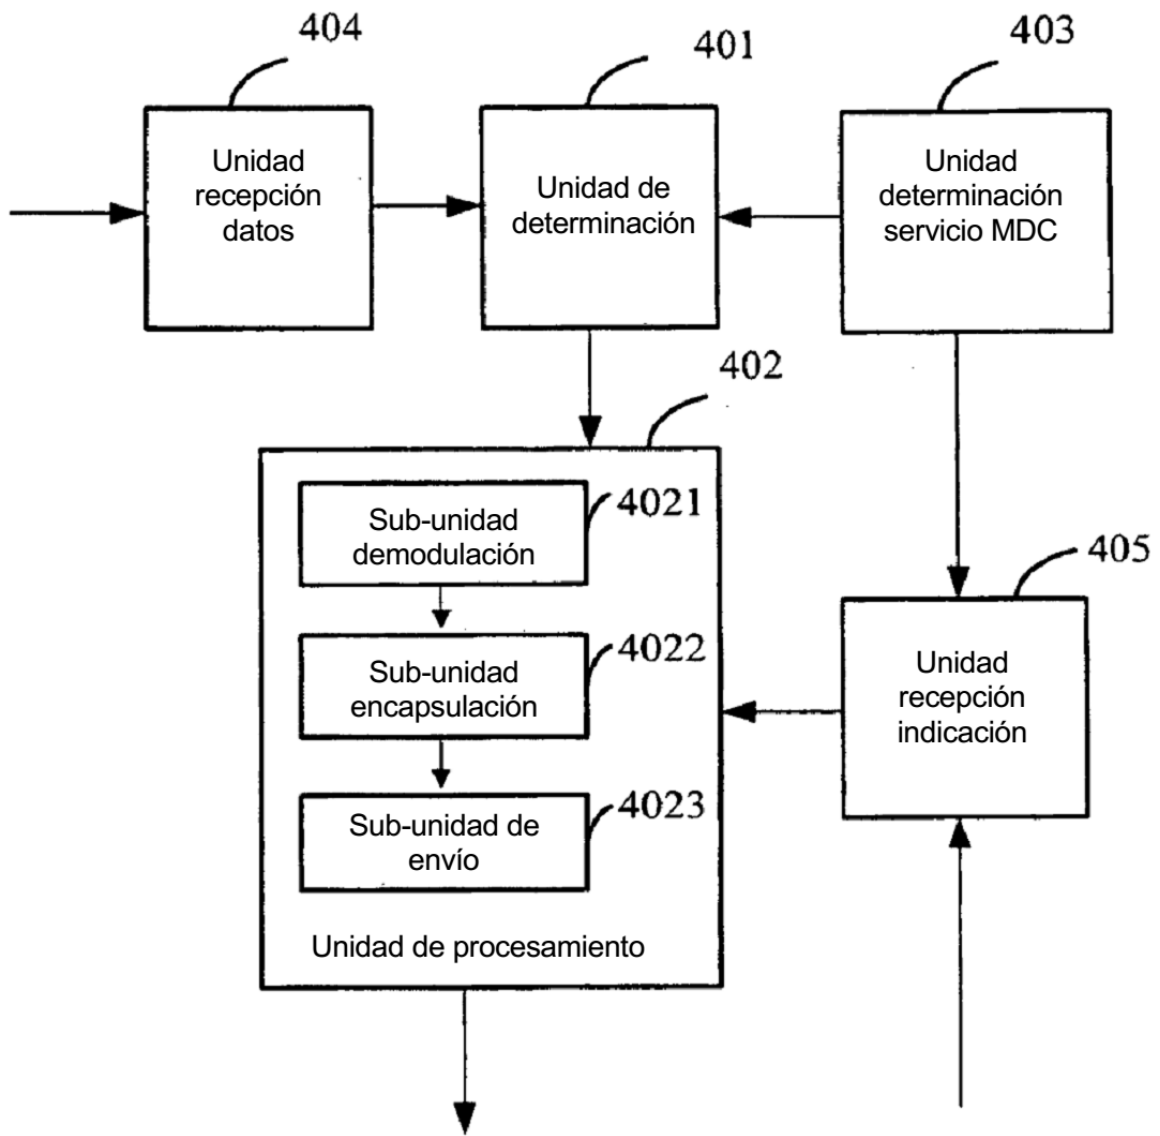 404
401
403
Unidad
recepción
datos
Unidad de
determinación
Unidad
determinación
servicio MDC
402
Sub-unidad
demodulación
4021
405
Sub-unidad
encapsulación
4022
Unidad
recepción
indicación
Sub-unidad de
envío
4023
Unidad de procesamiento